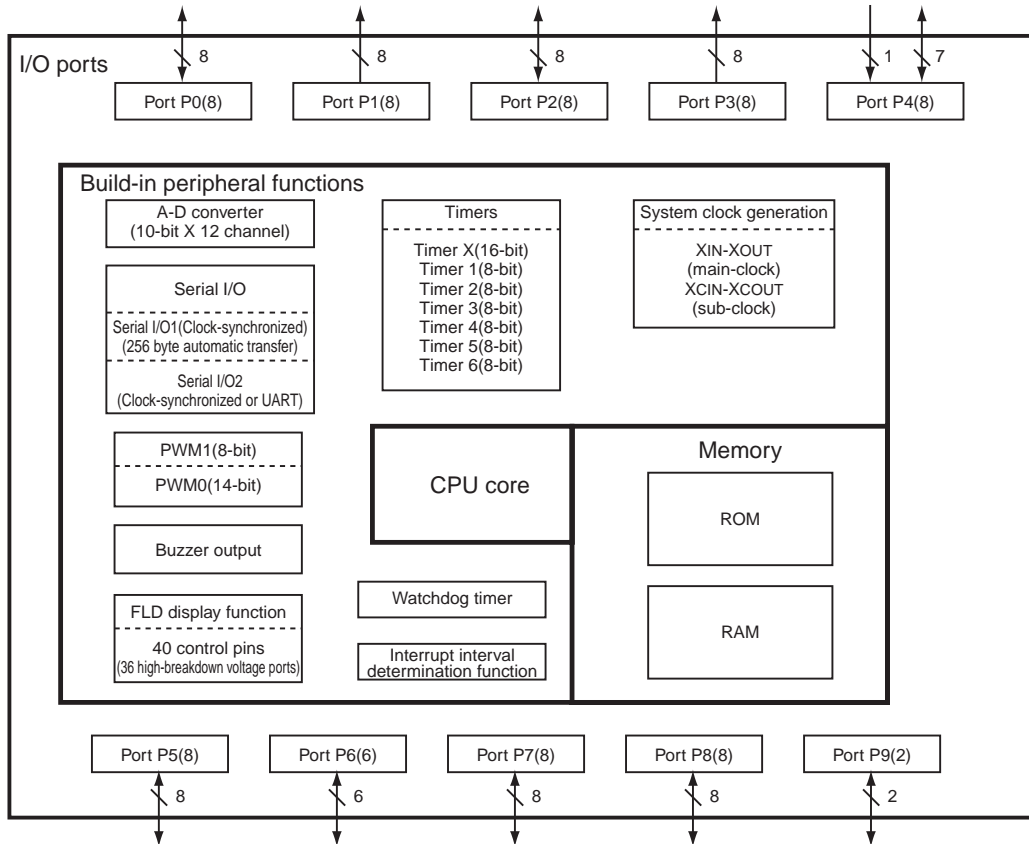 I/O ports
8
8
8
8
1
7
Port P0(8)
Port P1(8)
Port P2(8)
Port P3(8)
Port P4(8)
Build-in peripheral functions
A-D converter
(10-bit X 12 channel)
Serial I/O
Serial I/O1(Clock-synchronized)
(256 byte automatic transfer)
Serial I/O2
(Clock-synchronized or UART)
PWM1(8-bit)
PWM0(14-bit)
Buzzer output
FLD display function
40 control pins
(36 high-breakdown voltage ports)
Timers
Timer X(16-bit)
Timer 1(8-bit)
Timer 2(8-bit)
Timer 3(8-bit)
Timer 4(8-bit)
Timer 5(8-bit)
Timer 6(8-bit)
System clock generation
XIN-XOUT
(main-clock)
XCIN-XCOUT
(sub-clock)
CPU core
Watchdog timer
Interrupt interval
determination function
Memory
ROM
RAM
Port P5(8)
Port P6(6)
Port P7(8)
Port P8(8)
Port P9(2)
8
6
8
8
2